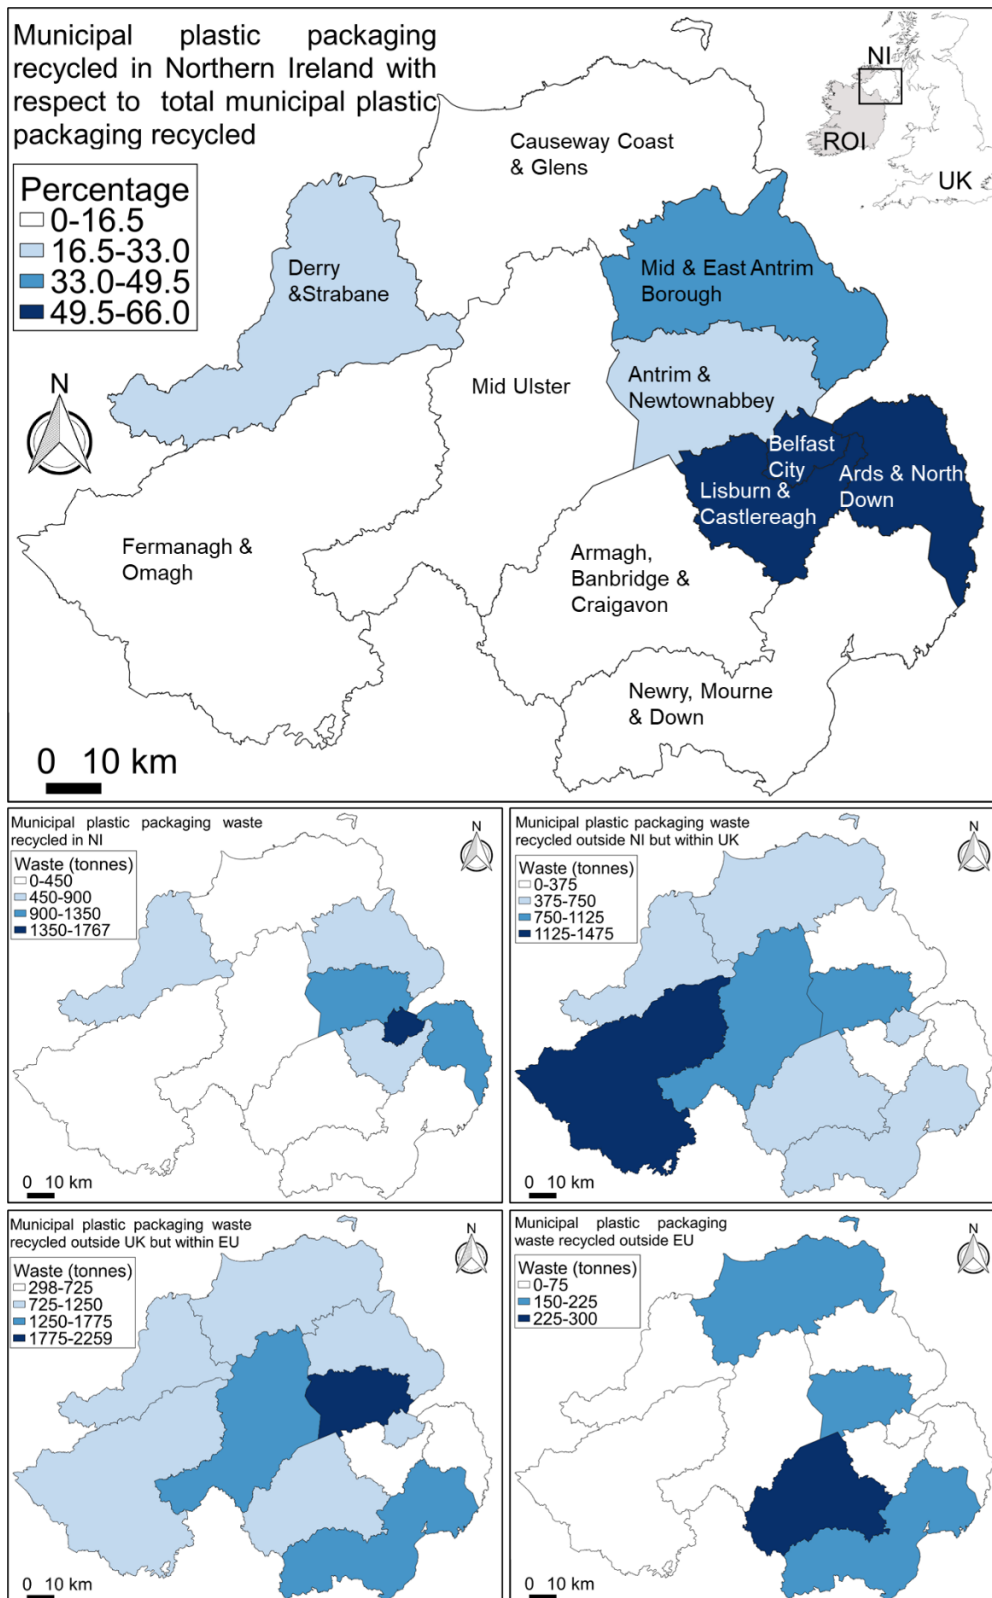 Municipal plastic packaging
recycled in Northern Ireland with
respect to total municipal plastic
packaging recycled
Percentage
0-16.5
16.5-33.0
33.0-49.5
49.5-66.0
N
0 10 km
NI
ROI
UK
Causeway Coast
& Glens
Derry
&Strabane
Mid & East Antrim
Borough
Mid Ulster
Antrim &
Newtownabbey
Belfast
City
Ards & North
Down
Lisburn &
Castlereagh
Fermanagh &
Omagh
Armagh,
Banbridge &
Craigavon
Newry, Mourne
& Down
Municipal plastic packaging waste
recycled in NI
Waste (tonnes)
0-450
450-900
900-1350
1350-1767
N
0 10 km
Municipal plastic packaging waste
recycled outside NI but within UK
Waste (tonnes)
0-375
375-750
750-1125
1125-1475
N
0 10 km
Municipal plastic packaging waste
recycled outside UK but within EU
Waste (tonnes)
298-725
725-1250
1250-1775
1775-2259
N
0 10 km
Municipal plastic packaging
waste recycled outside EU
Waste (tonnes)
0-75
150-225
225-300
N
0 10 km